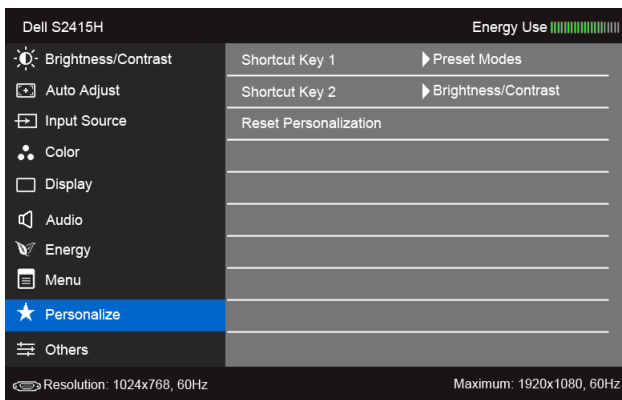 Dell S2415H Energy Use
Brightness/Contrast Shortcut Key 1 Preset Modes
Auto Adjust Shortcut Key 2 Brightness/Contrast
Input Source Reset Personalization
Color
Display
Audio
Energy
Menu
Personalize
Others
Resolution: 1024x768, 60Hz Maximum: 1920x1080, 60Hz